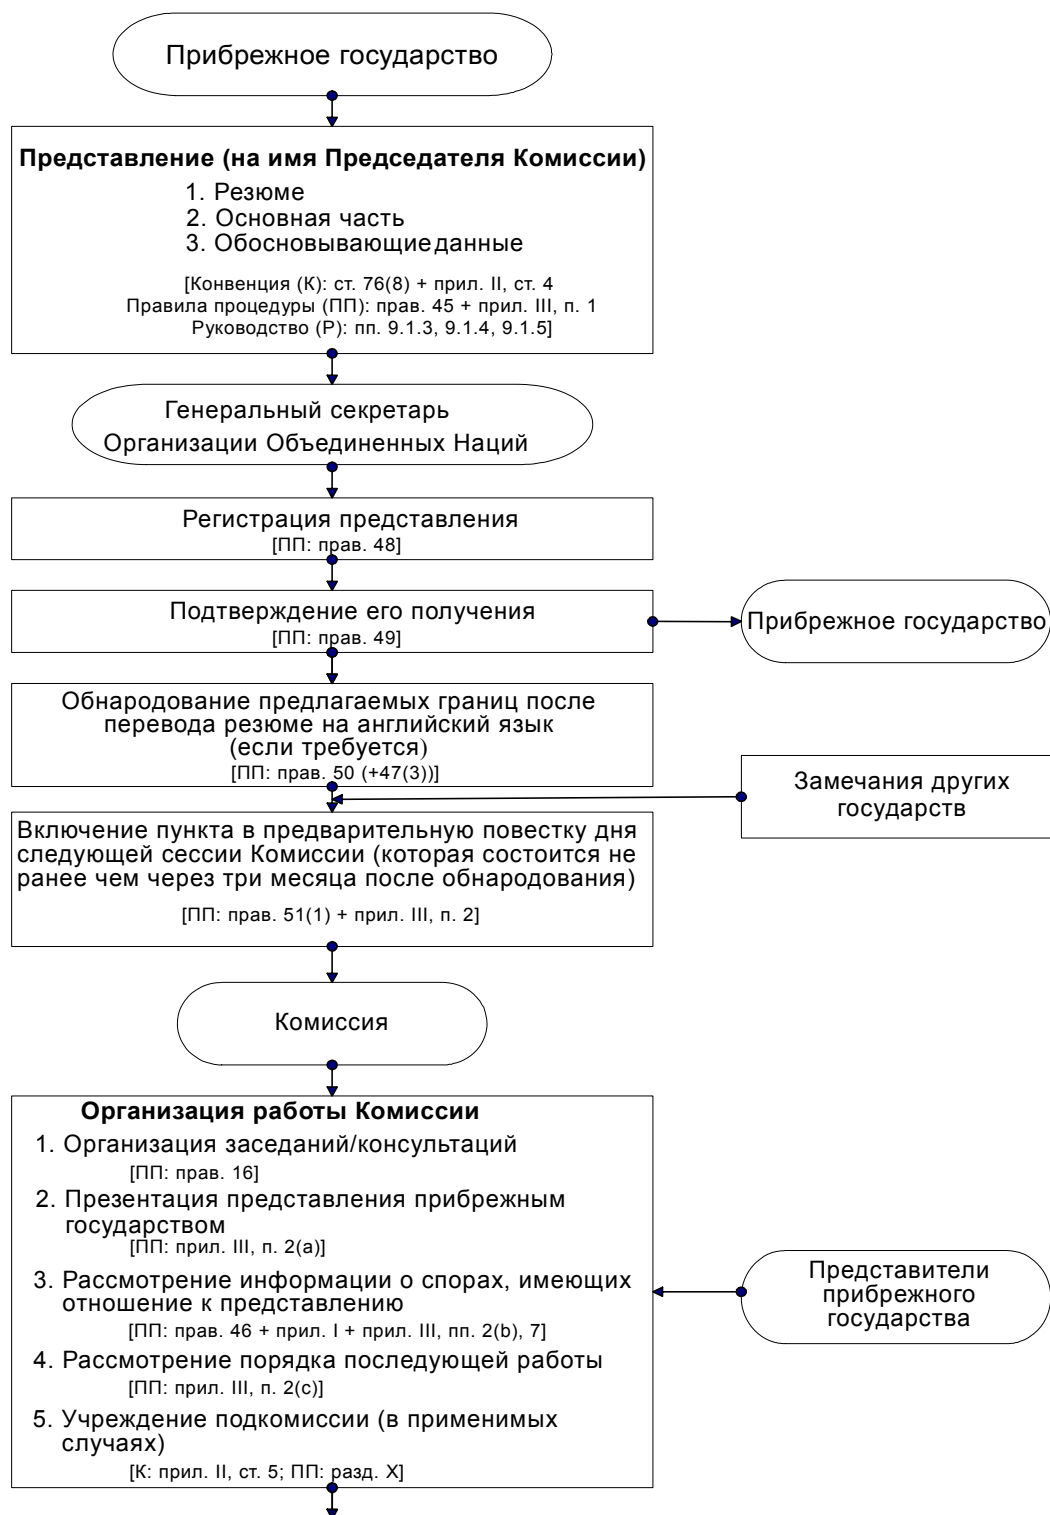 Прибрежное государство
Представление (на имя Председателя Комиссии)
1. Резюме
2. Основная часть
3. Обосновывающие данные
[Конвенция (К): ст. 76(8) + прил. II, ст. 4
Правила процедуры (ПП): прав. 45 + прил. III, п. 1
Руководство (Р): пп. 9.1.3, 9.1.4, 9.1.5]
Генеральный секретарь
Организации Объединенных Наций
Регистрация представления
[ПП: прав. 48]
Подтверждение его получения
[ПП: прав. 49]
Прибрежное государство
Обнародование предлагаемых границ после
перевода резюме на английский язык
(если требуется)
[ПП: прав. 50 (+47(3))]
Замечания других
государств
Включение пункта в предварительную повестку дня
следующей сессии Комиссии (которая состоится не
ранее чем через три месяца после обнародования)
[ПП: прав. 51(1) + прил. III, п. 2]
Комиссия
Организация работы Комиссии
1. Организация заседаний/консультаций
[ПП: прав. 16]
2. Презентация представления прибрежным
государством
[ПП: прил. III, п. 2(a)]
3. Рассмотрение информации о спорах, имеющих
отношение к представлению
[ПП: прав. 46 + прил. I + прил. III, пп. 2(b), 7]
4. Рассмотрение порядка последующей работы
[ПП: прил. III, п. 2(c)]
5. Учреждение подкомиссии (в применимых
случаях)
[К: прил. II, ст. 5; ПП: разд. X]
Представители
прибрежного
государства